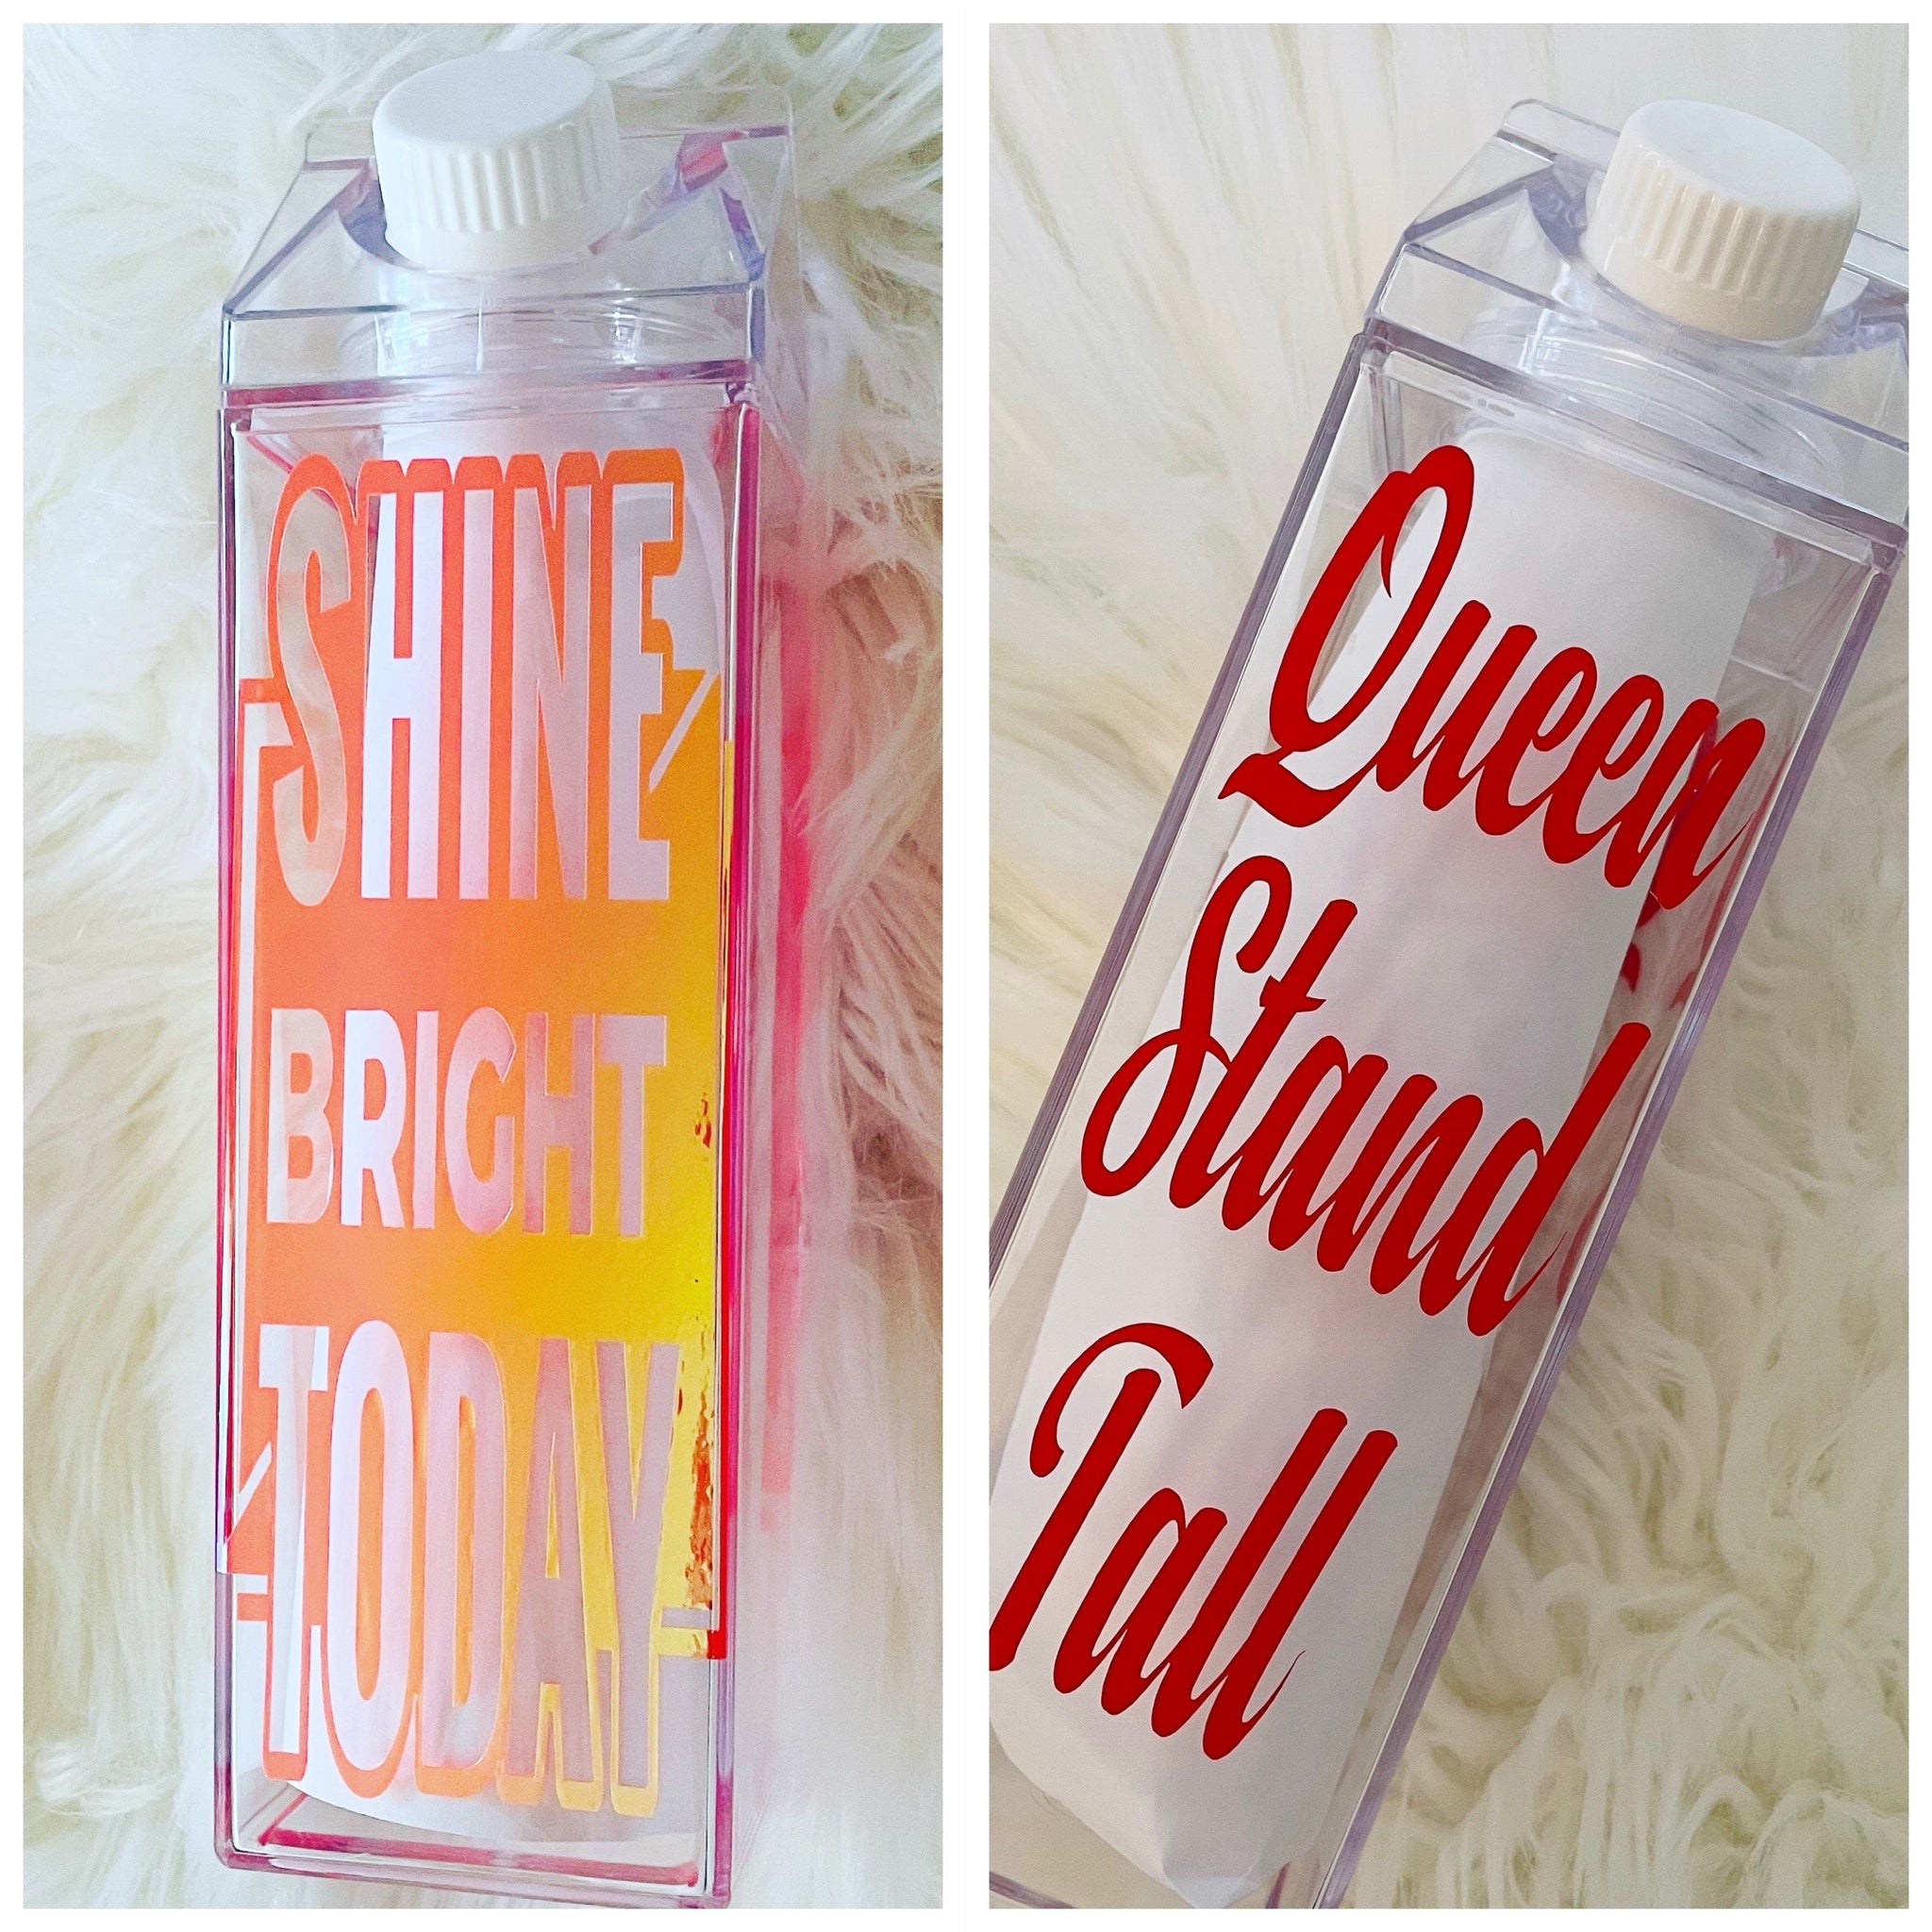 SHINE
BRIGHT
TODAY
Queen
Stand
Tall